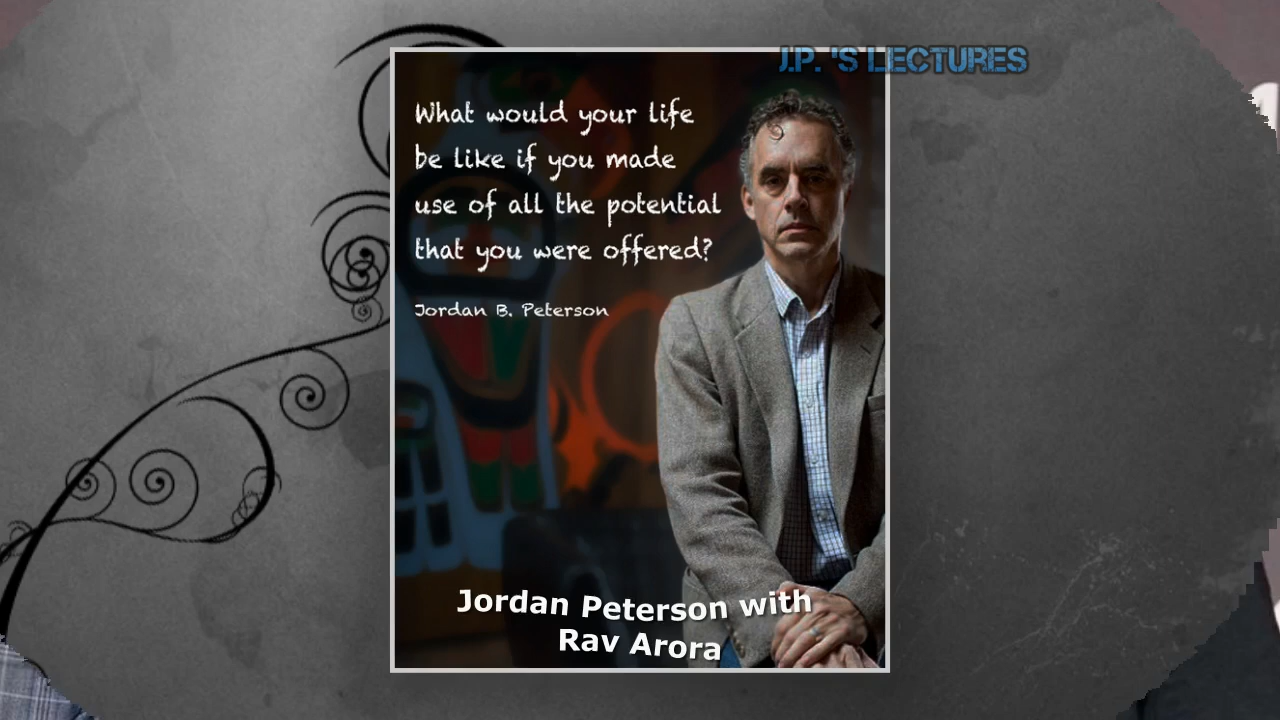 J.P. 'S LECTURES
What would your life
be like if you made
use of all the potential
that you were offered?
Jordan B. Peterson
Jordan Peterson with
Rav Arora